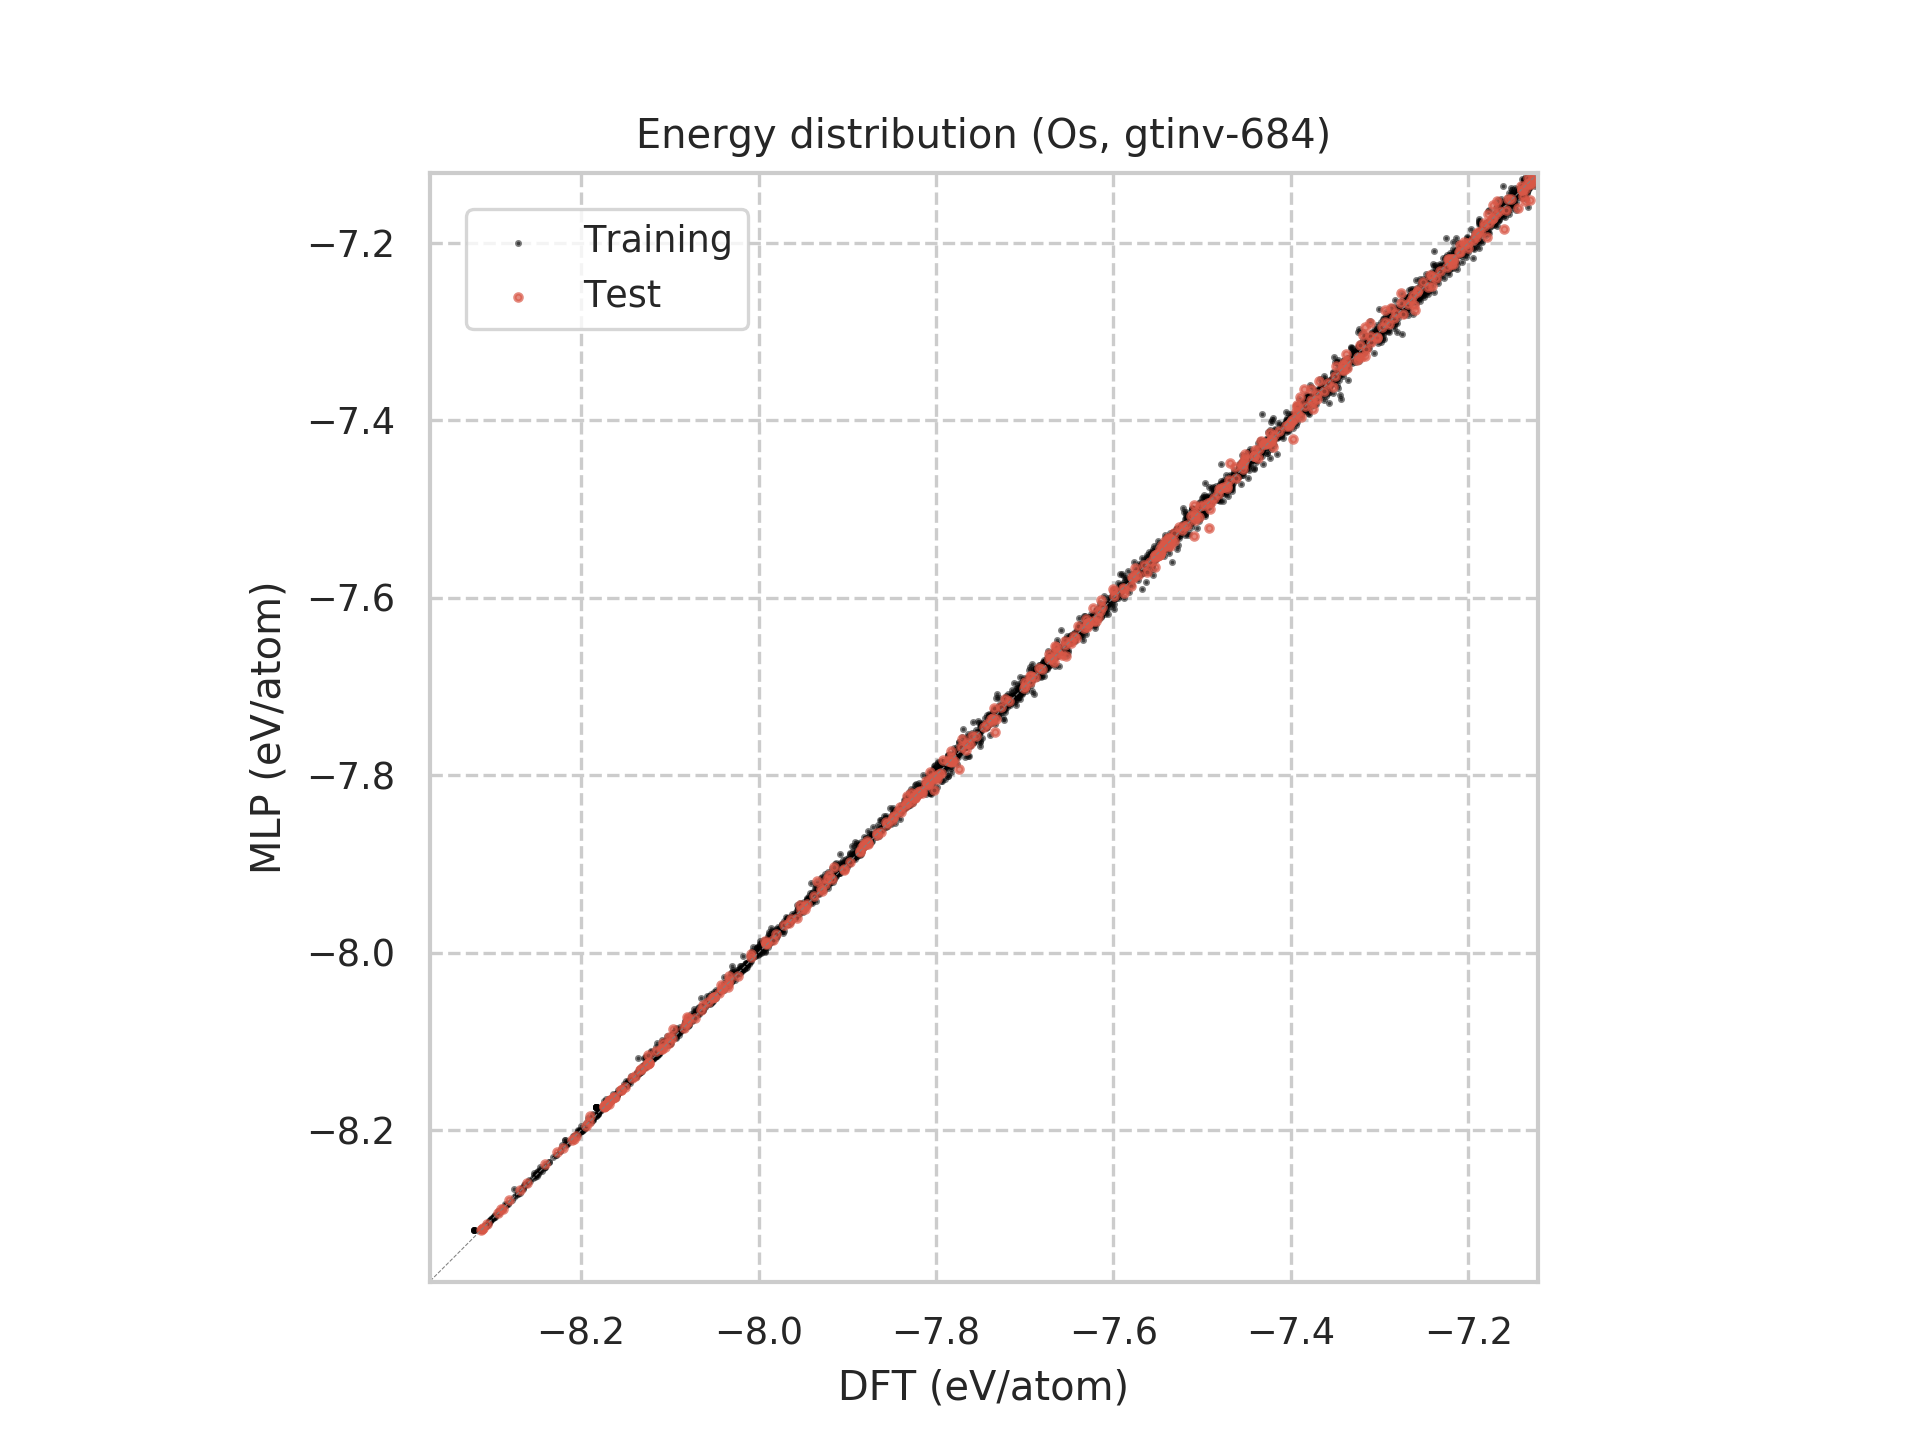 Energy distribution (Os, gtinv-684)
Training
Test
−7.2
−7.4
−7.6
−7.8
−8.0
−8.2
MLP (eV/atom)
−8.2 −8.0 −7.8 −7.6 −7.4 −7.2
DFT (eV/atom)